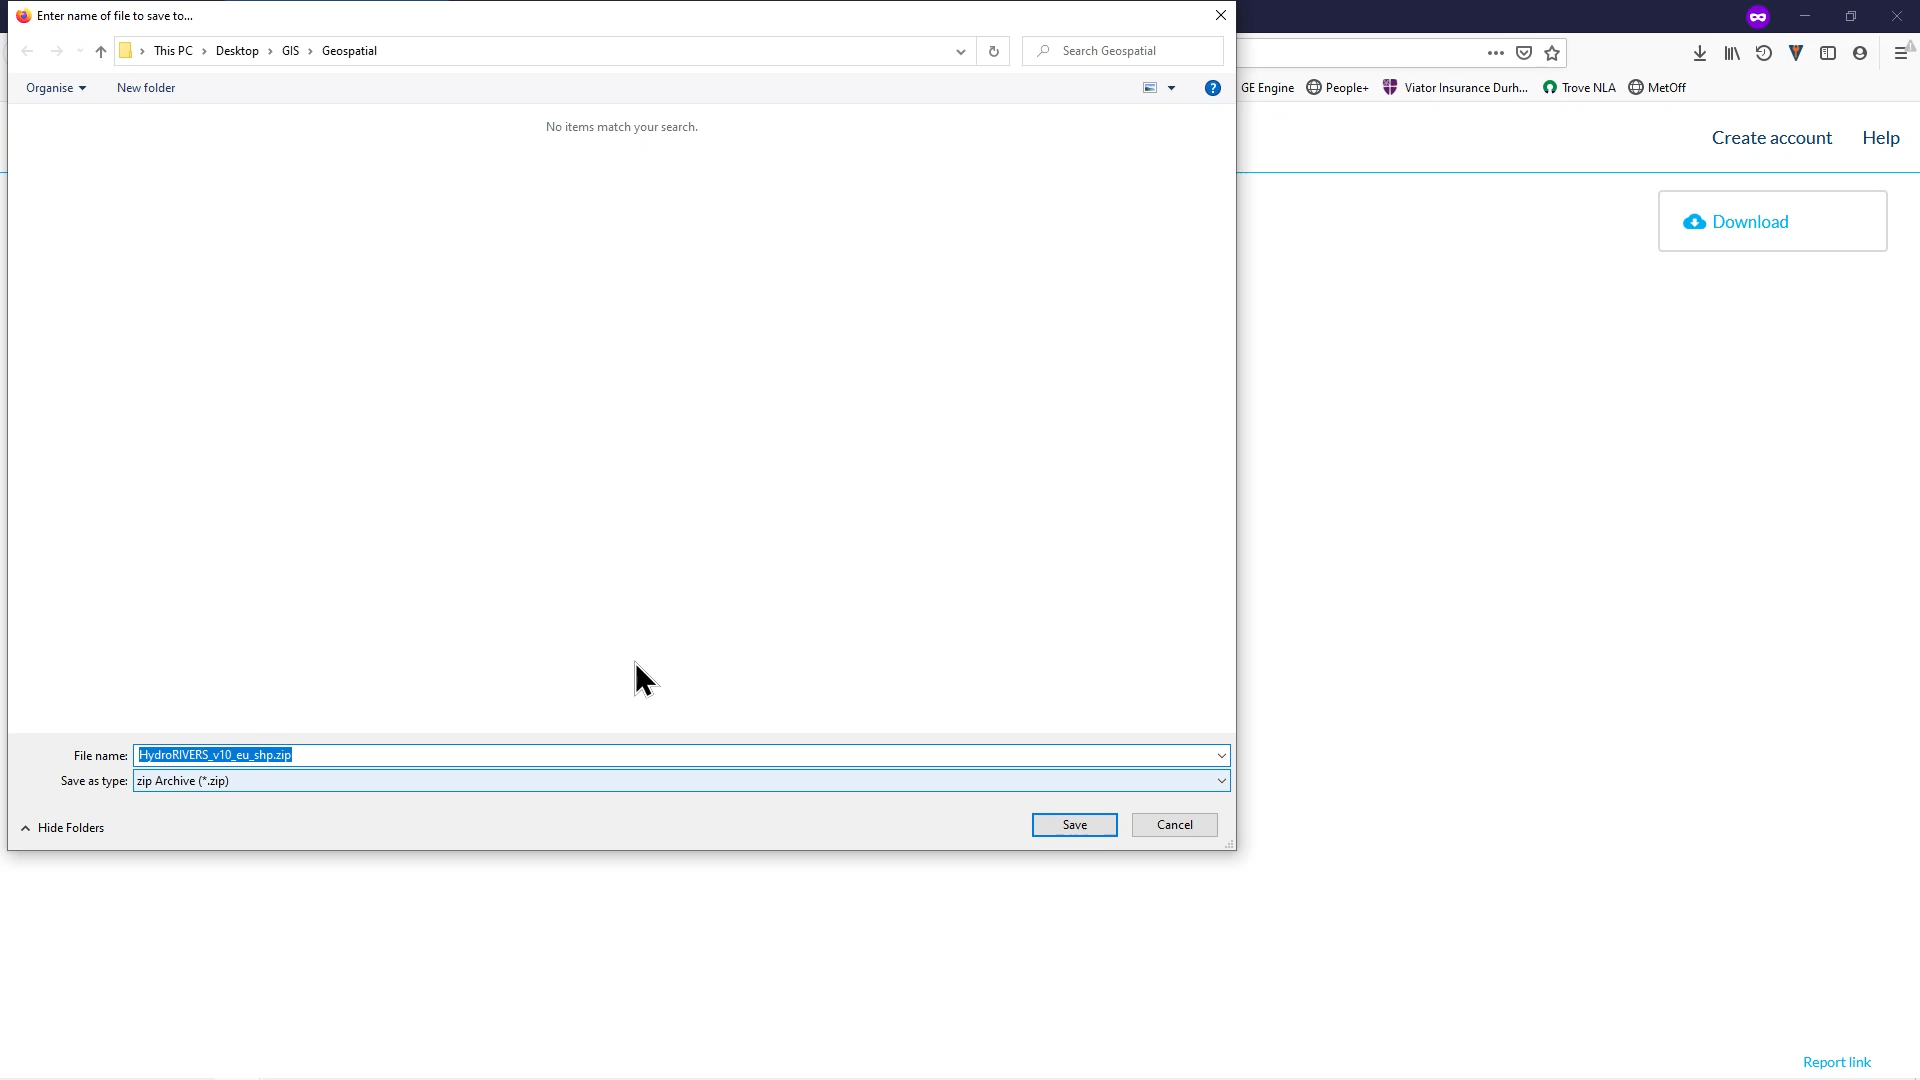 Enter name of file to save to...
This PC > Desktop > GIS > Geospatial
Search Geospatial
Organise
New folder
GE Engine
People+
Viator Insurance Durh...
Trove NLA
MetOff
No items match your search.
Create account
Help
Download
File name: HydroRIVERS_v10_eu_shp.zip
Save as type: zip Archive (*.zip)
Hide Folders
Save
Cancel
Report link